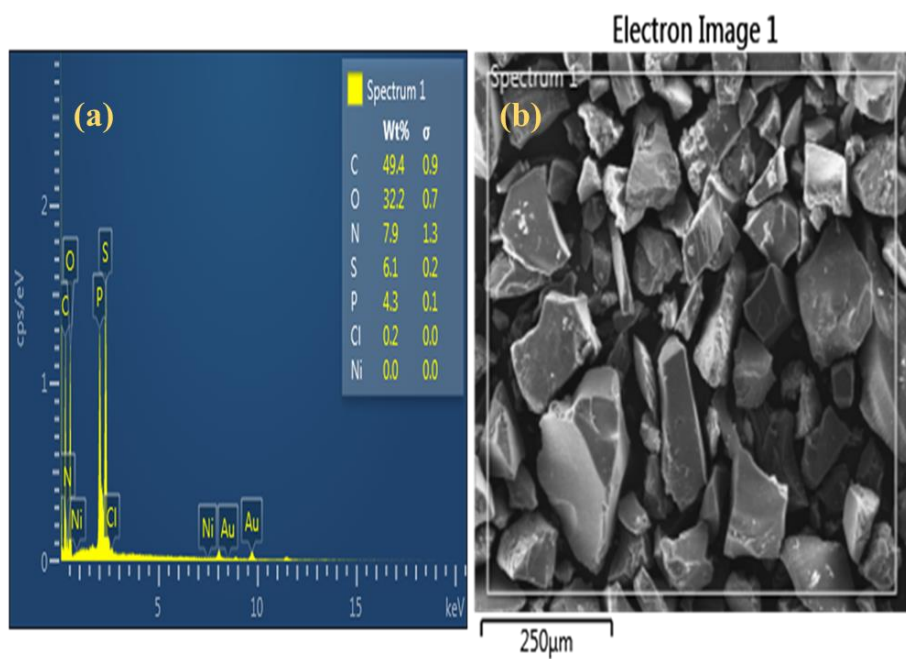 Electron Image 1
(a)
Spectrum 1
Wt% σ
C 49.4 0.9
O 32.2 0.7
N 7.9 1.3
S 6.1 0.2
P 4.3 0.1
Cl 0.2 0.0
Ni 0.0 0.0
cps/eV
2
1
0
O
S
C
P
N
Ni
Cl
Ni
Au
Au
5
10
15
keV
Spectrum 1
(b)
250µm